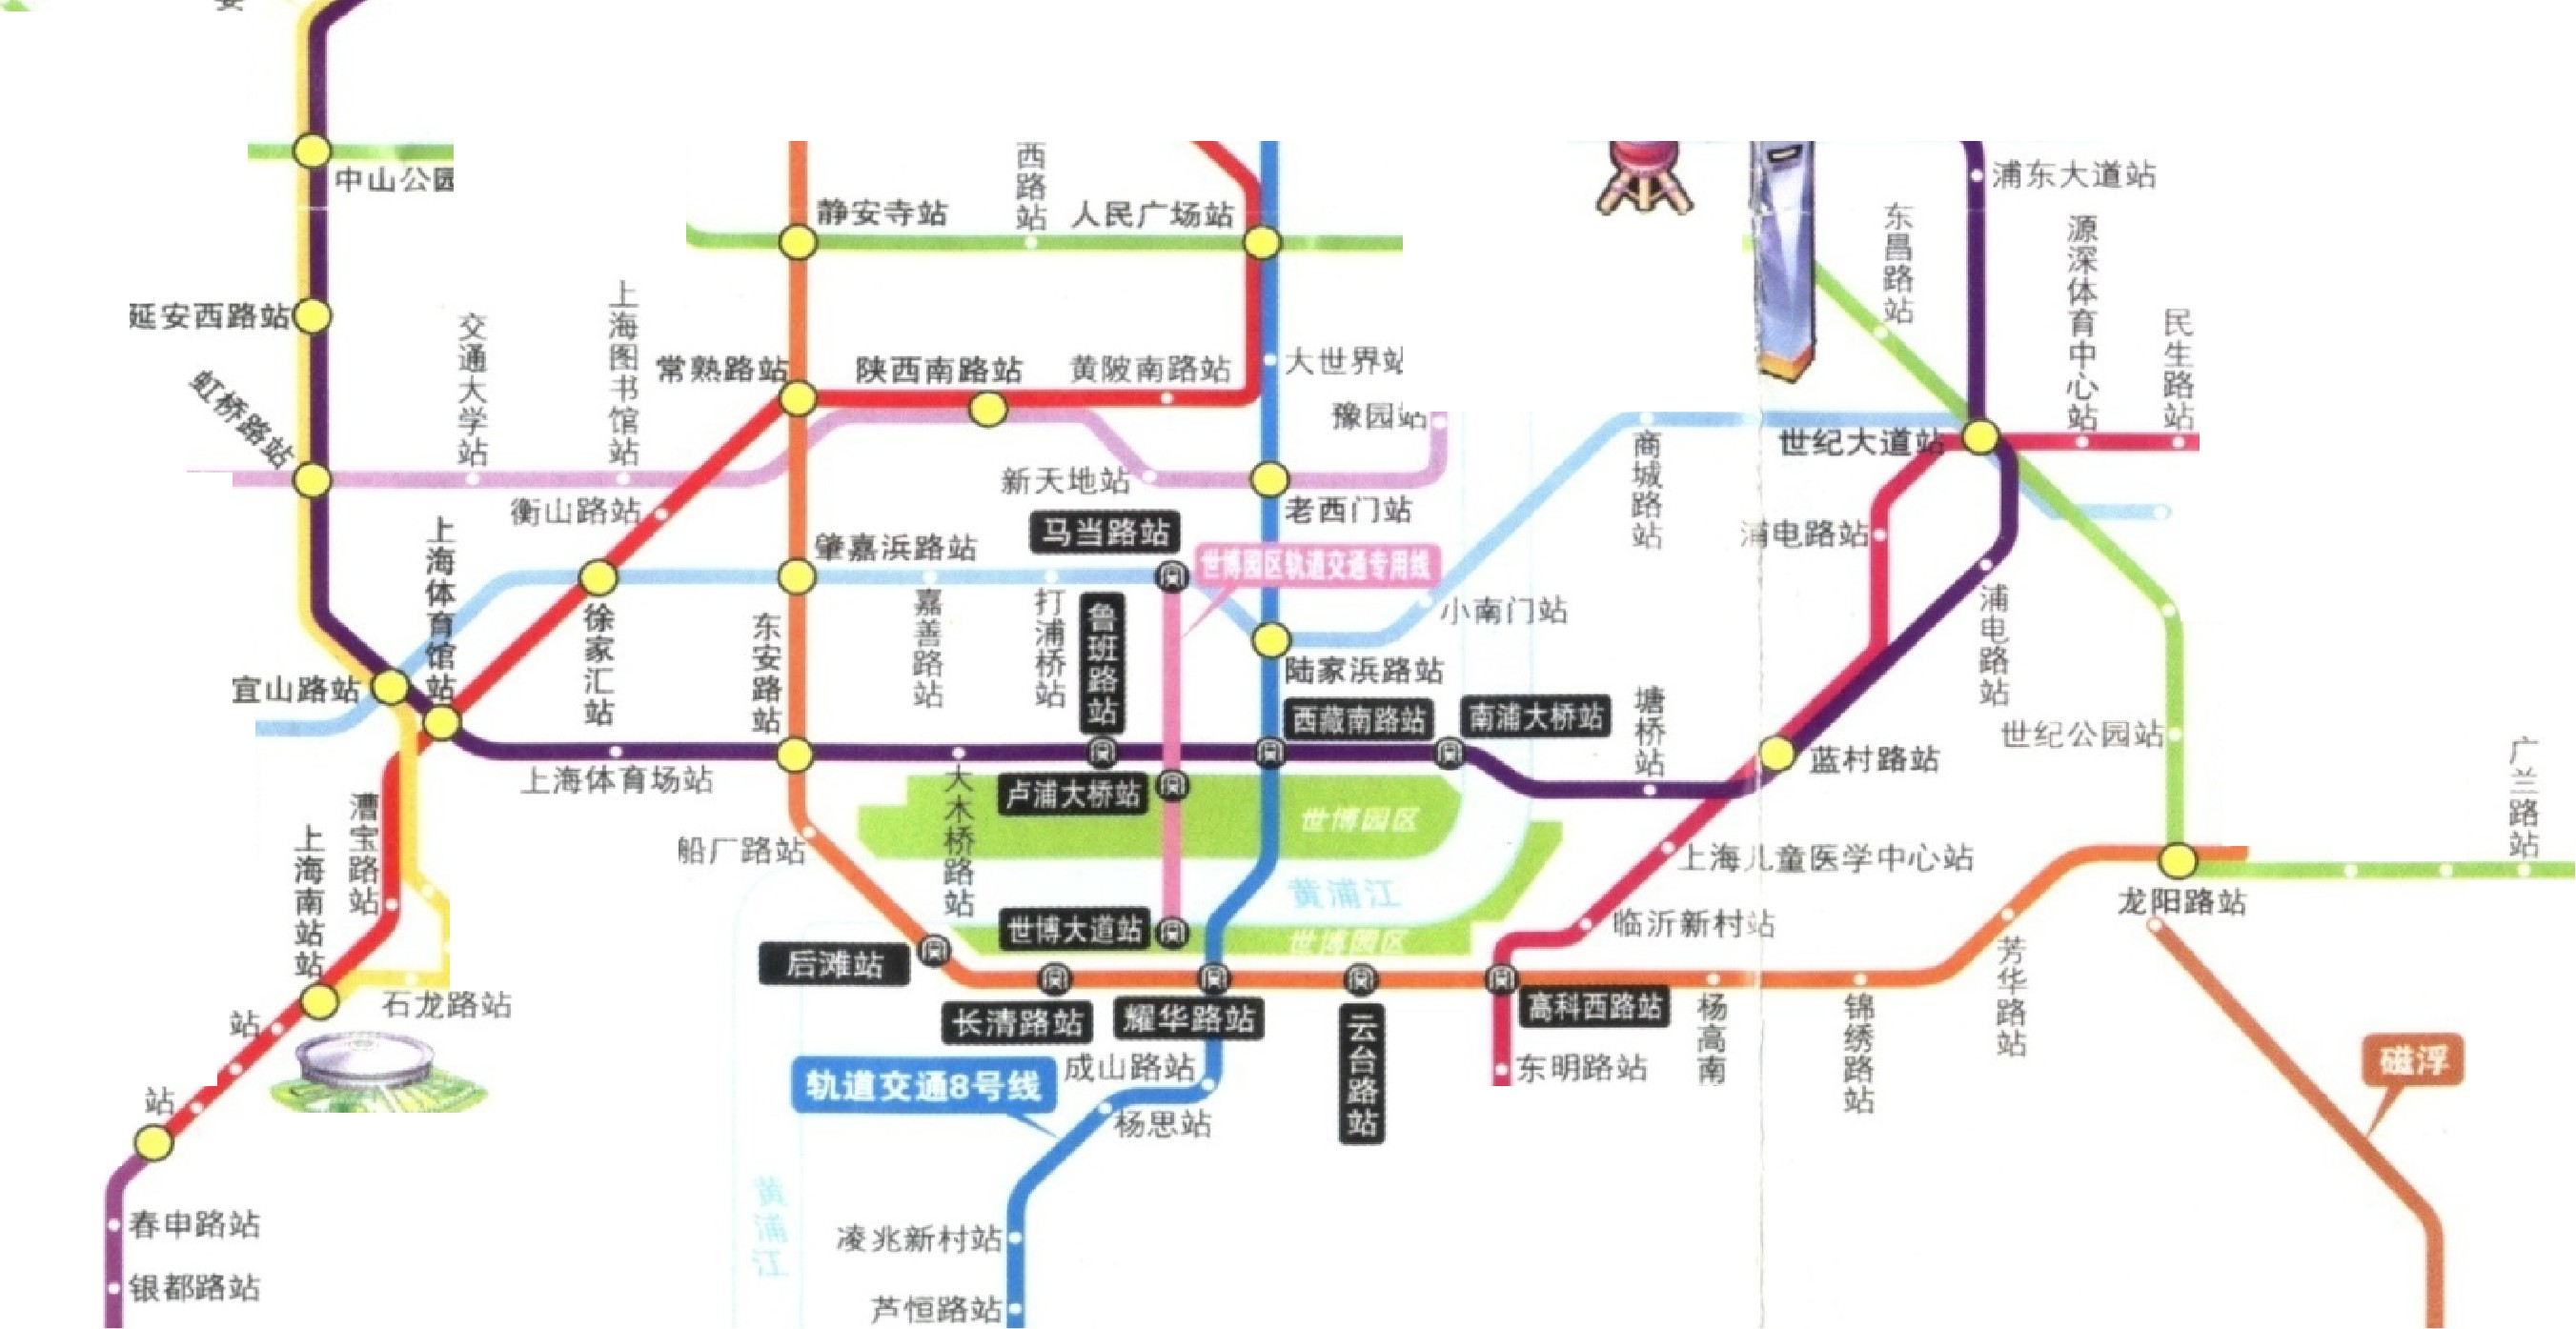 中山公园
浦东大道站
西路站
静安寺站
人民广场站
东昌路站
源深体育中心站
延安西路站
交通大学站
上海图书馆站
民生路站
虹桥路站
常熟路站
陕西南路站
黄陂南路站
大世界站
豫园站
世纪大道站
商城路站
新天地站
衡山路站
老西门站
马当路站
上海体育馆站
肇嘉浜路站
世博园区轨道交通专用线
浦电路站
徐家汇站
东安路站
嘉善路站
打浦桥站
鲁班路站
小南门站
浦电路站
陆家浜路站
宜山路站
西藏南路站
南浦大桥站
塘桥站
世纪公园站
上海体育场站
大木桥路站
卢浦大桥站
蓝村路站
广兰路站
漕宝路站
上海南站站
世博园区
船厂路站
上海儿童医学中心站
黄浦江
龙阳路站
世博大道站
世博园区
临沂新村站
后滩站
芳华路站
石龙路站
站
长清路站
耀华路站
云台路站
高科西路站
杨高南
锦绣路站
轨道交通8号线
成山路站
东明路站
磁浮
站
杨思站
黄浦江
春申路站
凌兆新村站
银都路站
芦恒路站